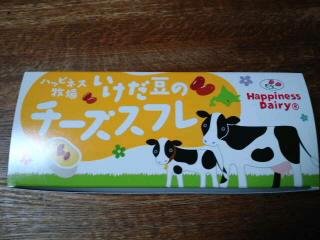 ハッピネス
牧場
いけだ豆の
チーズスフレ
Happiness
Dairy®